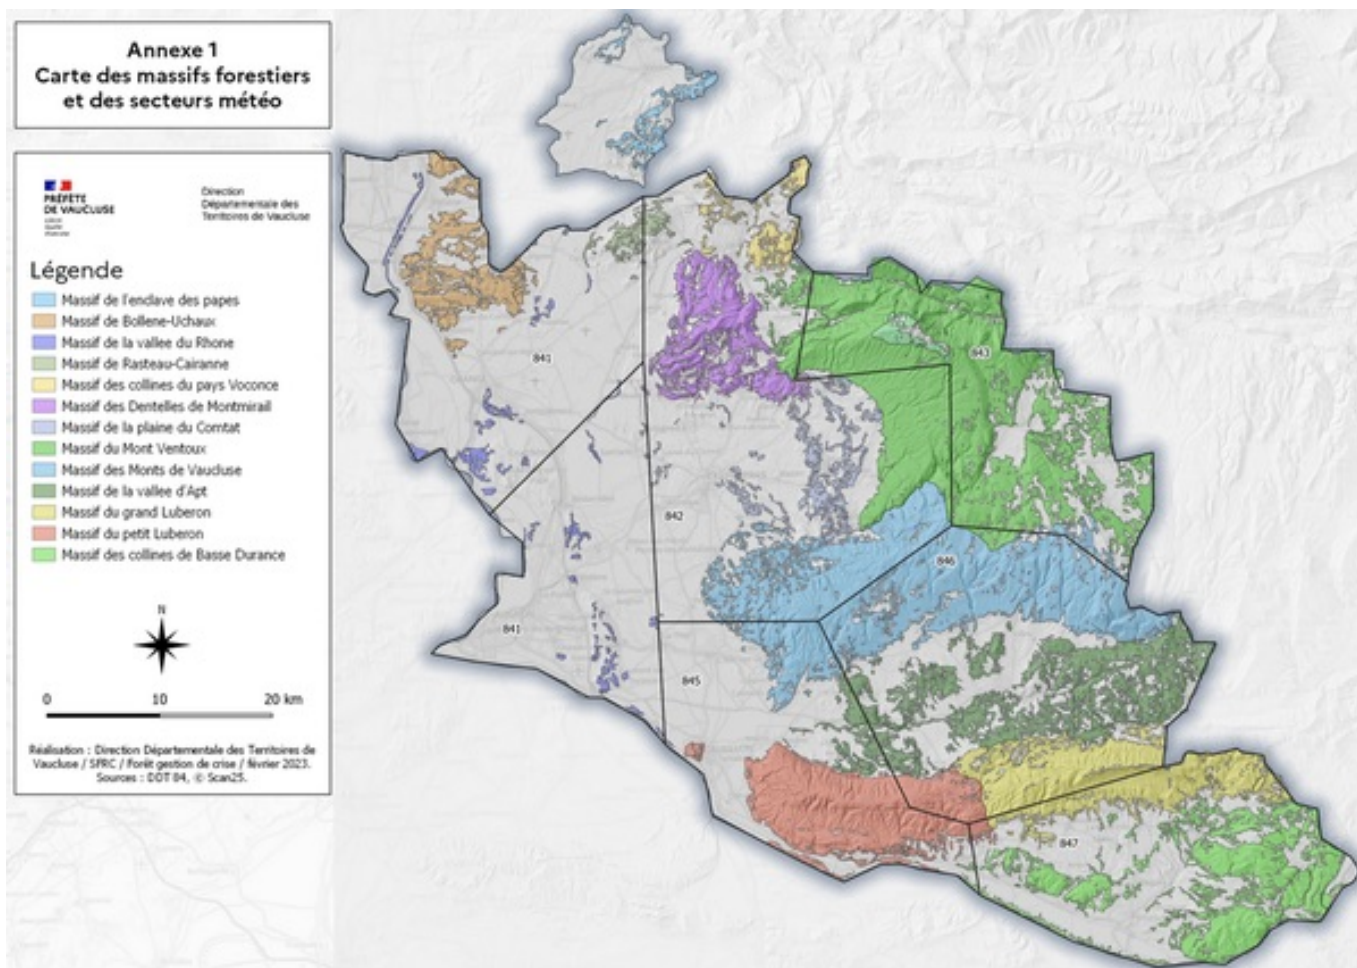 Annexe 1
Carte des massifs forestiers
et des secteurs météo
PRÉFÈTE
DE VAUCLUSE
Direction
Départementale des
Territoires de Vaucluse
Légende
Massif de l'enclave des papes
Massif de Bollene-Uchaux
Massif de la vallee du Rhone
Massif de Rasteau-Cairanne
Massif des collines du pays Voconce
Massif des Dentelles de Montmirail
Massif de la plaine du Comtat
Massif du Mont Ventoux
Massif des Monts de Vaucluse
Massif de la vallee d'Apt
Massif du grand Luberon
Massif du petit Luberon
Massif des collines de Basse Durance
N
0 10 20 km
Réalisation : Direction Départementale des Territoires de
Vaucluse / SFRC / Forêt gestion de crise / février 2023.
Sources : DDT 84, © Scan25.
841
843
842
846
841
845
847